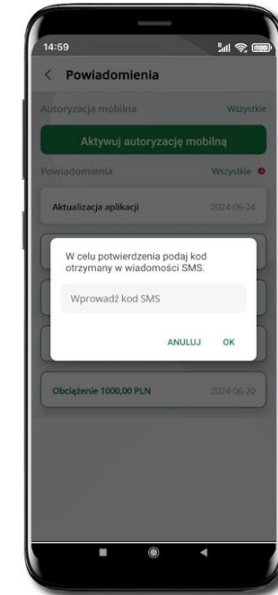 14:59
Powiadomienia
Autoryzacja mobilna Wszystkie
Aktywuj autoryzację mobilną
Powiadomienia Wszystkie
Aktualizacja aplikacji 2024-06-24
W celu potwierdzenia podaj kod
otrzymany w wiadomości SMS.
Wprowadź kod SMS
ANULUJ OK
Obciążenie 1000,00 PLN 2024-06-20